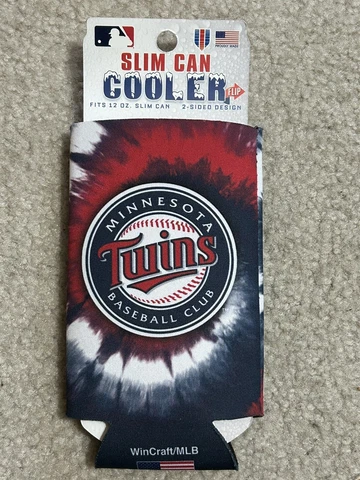 SLIM CAN
COOLER
FLIP
FITS 12 OZ. SLIM CAN 2-SIDED DESIGN
MINNESOTA
Twins
BASEBALL CLUB
WinCraft/MLB